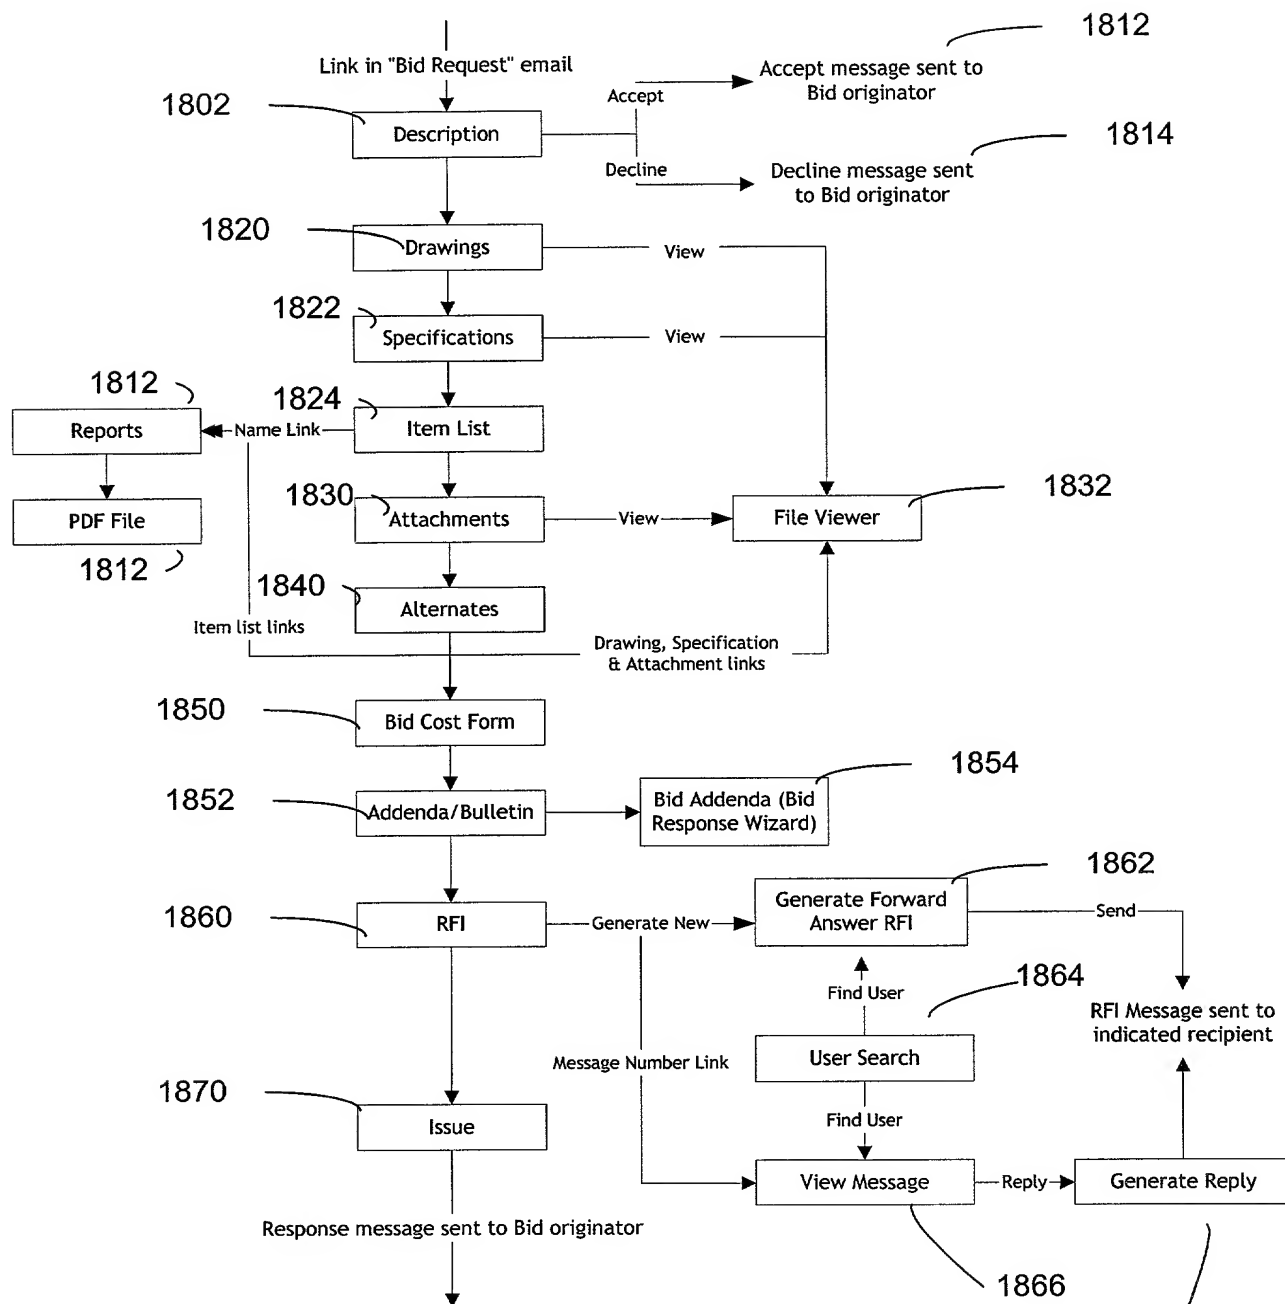 1812
Link in "Bid Request" email
Accept message sent to
Bid originator
Accept
1802
Description
1814
Decline
Decline message sent
to Bid originator
1820
Drawings
View
1822
Specifications
View
1812
1824
Reports
Name Link
Item List
1830
1832
PDF File
Attachments
View
File Viewer
1812
1840
Alternates
Item list links
Drawing, Specification
& Attachment links
1850
Bid Cost Form
1854
1852
Addenda/Bulletin
Bid Addenda (Bid
Response Wizard)
1862
1860
RFI
Generate New
Generate Forward
Answer RFI
Send
1864
Find User
RFI Message sent to
indicated recipient
Message Number Link
User Search
1870
Issue
Find User
View Message
Reply
Generate Reply
Response message sent to Bid originator
1866